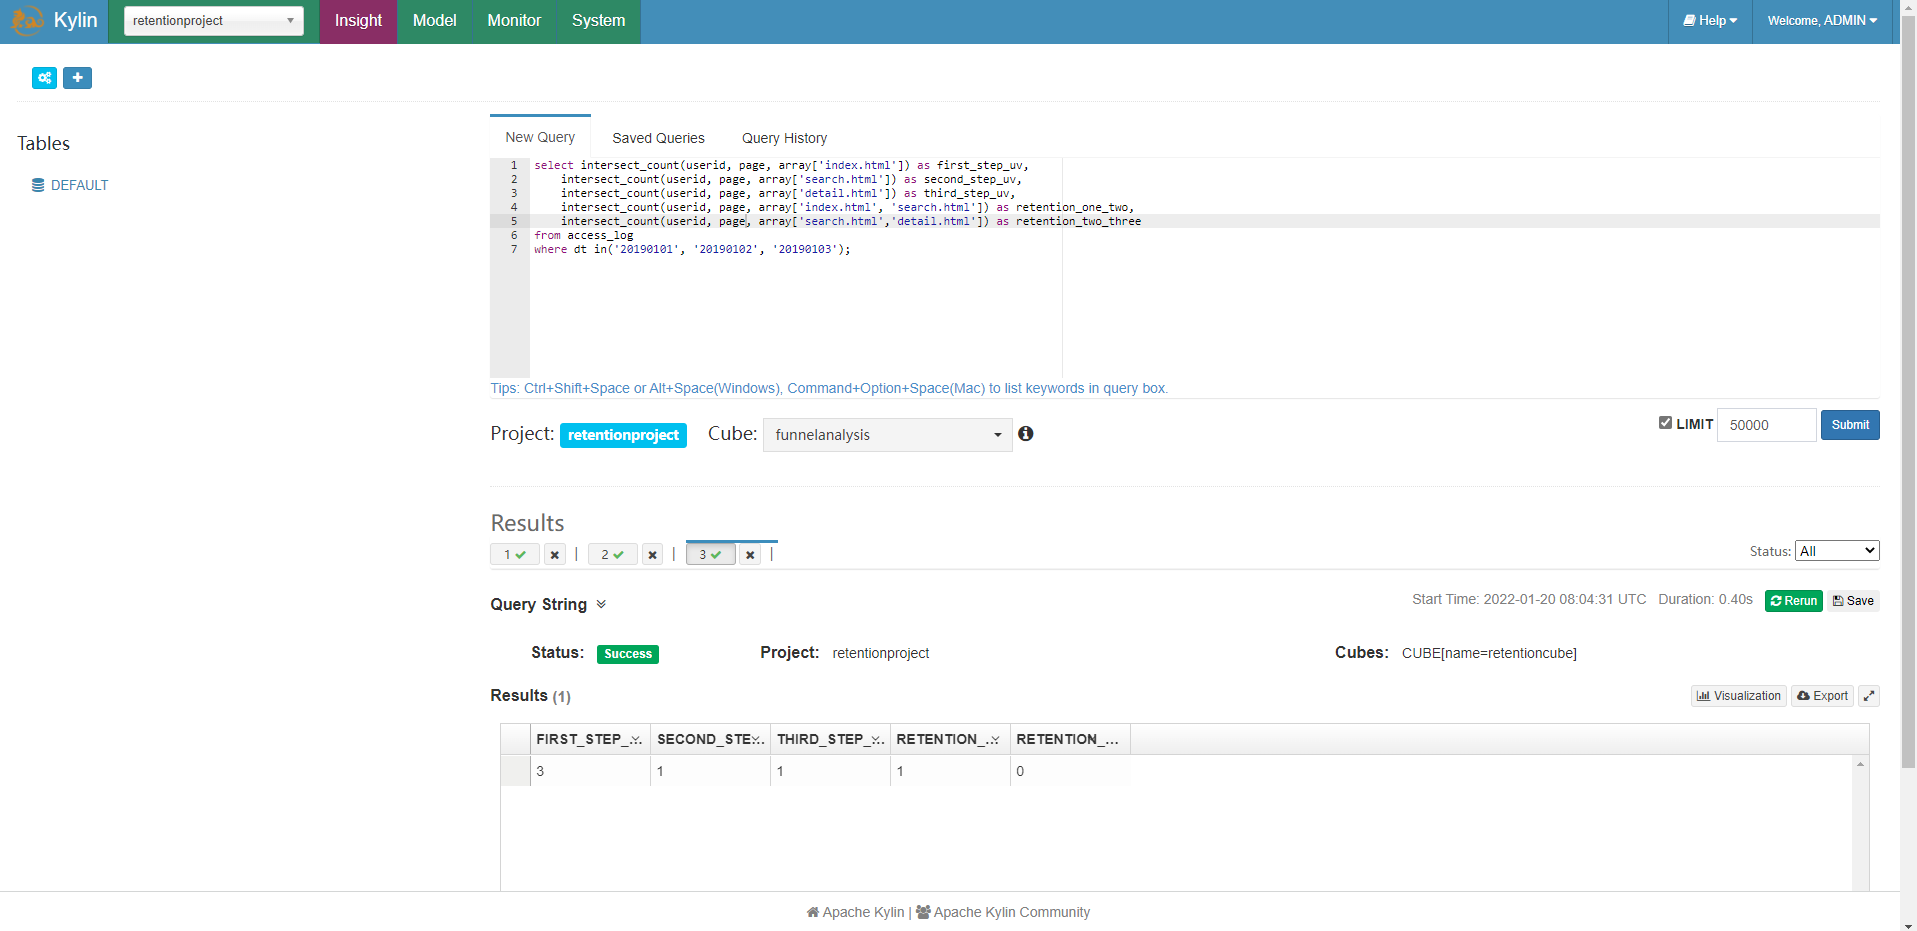 Kylin
retentionproject
Insight
Model
Monitor
System
Help
Welcome, ADMIN
Tables
DEFAULT
New Query
Saved Queries
Query History
1 select intersect_count(userid, page, array['index.html']) as first_step_uv,
2 intersect_count(userid, page, array['search.html']) as second_step_uv,
3 intersect_count(userid, page, array['detail.html']) as third_step_uv,
4 intersect_count(userid, page, array['index.html', 'search.html']) as retention_one_two,
5 intersect_count(userid, page, array['search.html','detail.html']) as retention_two_three
6 from access_log
7 where dt in('20190101', '20190102', '20190103');
Tips: Ctrl+Shift+Space or Alt+Space(Windows), Command+Option+Space(Mac) to list keywords in query box.
Project: retentionproject Cube: funnelanalysis
LIMIT 50000 Submit
Results
1
2
3
Status: All
Query String
Start Time: 2022-01-20 08:04:31 UTC Duration: 0.40s Rerun Save
Status: Success Project: retentionproject Cubes: CUBE[name=retentioncube]
Results (1)
Visualization Export
FIRST_STEP_... SECOND_STE... THIRD_STEP_... RETENTION_... RETENTION_...
3 1 1 1 0
Apache Kylin | Apache Kylin Community